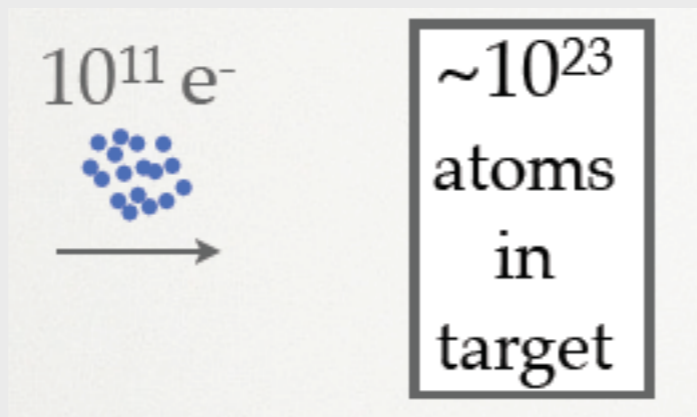 10¹¹ e⁻
~10²³
atoms
in
target